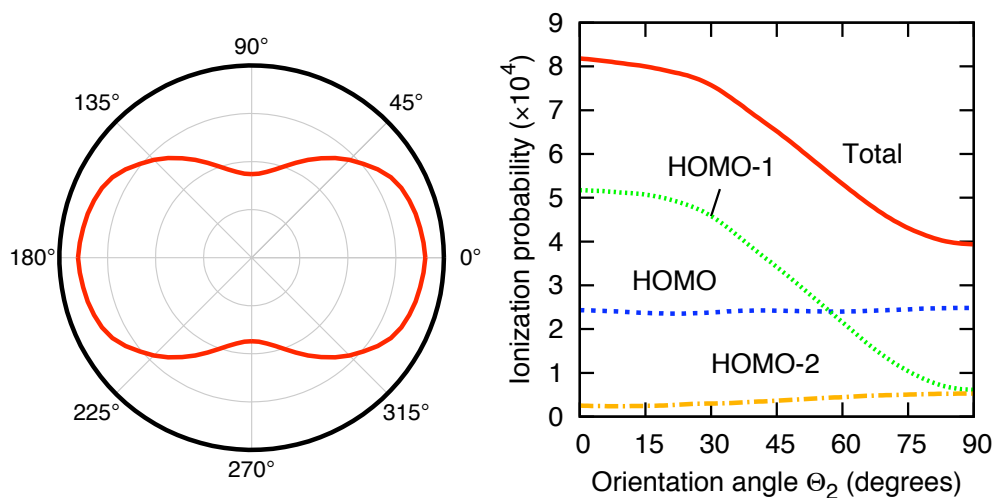 90°
135°
45°
180°
0°
225°
315°
270°
Ionization probability (×10⁴)
9
8
7
6
5
4
3
2
1
0
Total
HOMO-1
HOMO
HOMO-2
0 15 30 45 60 75 90
Orientation angle Θ₂ (degrees)